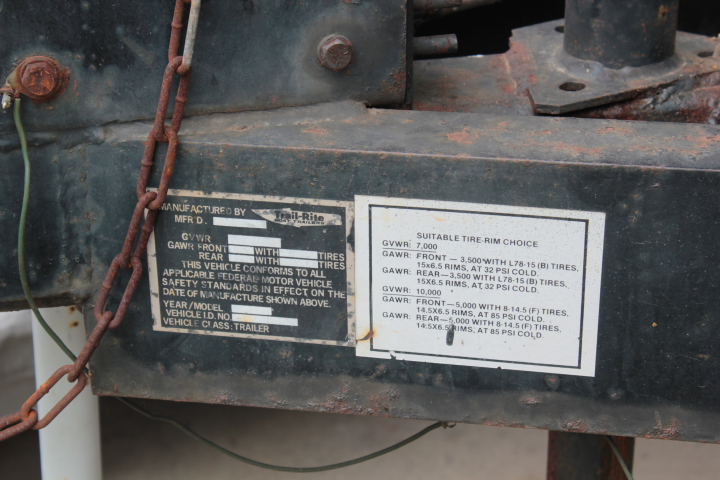 MANUFACTURED BY Trail-Rite
BOAT TRAILERS
MFR D.
GVWR
GAWR FRONT WITH TIRES
REAR WITH TIRES
THIS VEHICLE CONFORMS TO ALL
APPLICABLE FEDERAL MOTOR VEHICLE
SAFETY STANDARDS IN EFFECT ON THE
DATE OF MANUFACTURE SHOWN ABOVE.
YEAR/MODEL
VEHICLE I.D. NO.
VEHICLE CLASS: TRAILER
SUITABLE TIRE-RIM CHOICE
GVWR: 7,000
GAWR: FRONT — 3,500 WITH L78-15 (B) TIRES,
15x6.5 RIMS, AT 32 PSI COLD.
GAWR: REAR—3,500 WITH L78-15 (B) TIRES,
15X6.5 RIMS, AT 32 PSI COLD.
GVWR: 10,000
GAWR: FRONT—5,000 WITH 8-14.5 (F) TIRES,
14.5X6.5 RIMS, AT 85 PSI COLD.
GAWR: REAR—5,000 WITH 8-14.5 (F) TIRES,
14:5X6.5 RIMS, AT 85 PSI COLD.